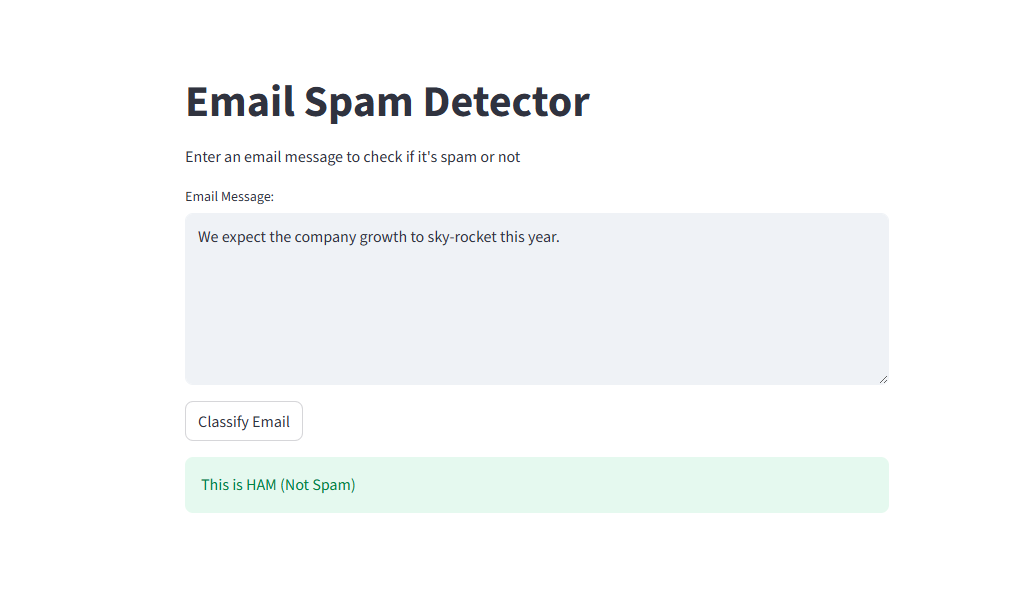 Email Spam Detector
Enter an email message to check if it's spam or not
Email Message:
We expect the company growth to sky-rocket this year.
Classify Email
This is HAM (Not Spam)